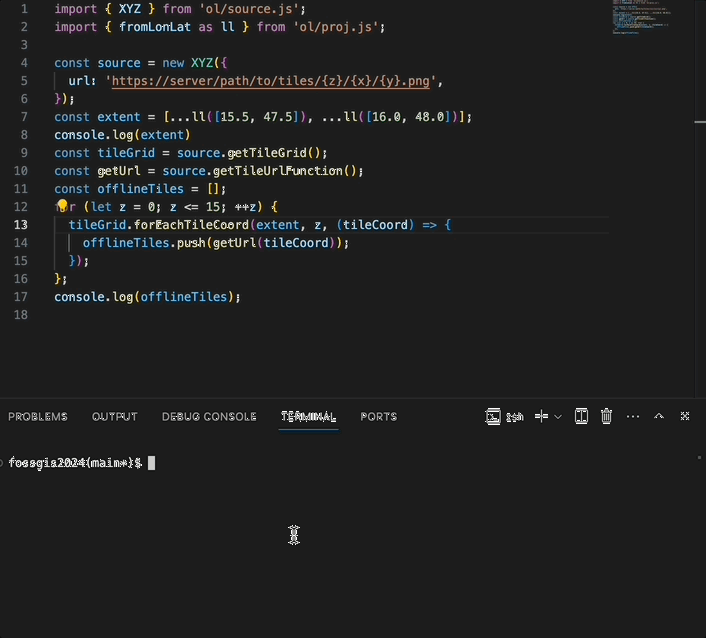 1 import { XYZ } from 'ol/source.js';
2 import { fromLonLat as ll } from 'ol/proj.js';
3
4 const source = new XYZ({
5 url: 'https://server/path/to/tiles/{z}/{x}/{y}.png',
6 });
7 const extent = [...ll([15.5, 47.5]), ...ll([16.0, 48.0])];
8 console.log(extent)
9 const tileGrid = source.getTileGrid();
10 const getUrl = source.getTileUrlFunction();
11 const offlineTiles = [];
12 for (let z = 0; z <= 15; ++z) {
13 tileGrid.forEachTileCoord(extent, z, (tileCoord) => {
14 offlineTiles.push(getUrl(tileCoord));
15 });
16 };
17 console.log(offlineTiles);
18
PROBLEMS OUTPUT DEBUG CONSOLE TERMINAL PORTS
fossgis2024(main*)$